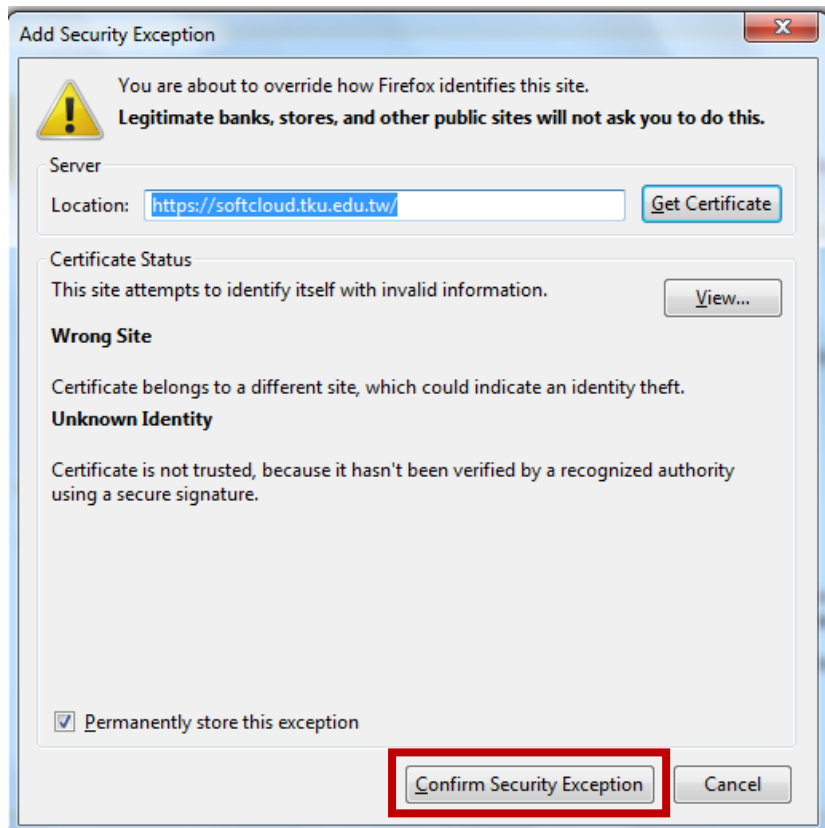 Add Security Exception
You are about to override how Firefox identifies this site.
Legitimate banks, stores, and other public sites will not ask you to do this.
Server
Location: https://softcloud.tku.edu.tw/ Get Certificate
Certificate Status
This site attempts to identify itself with invalid information.
View...
Wrong Site
Certificate belongs to a different site, which could indicate an identity theft.
Unknown Identity
Certificate is not trusted, because it hasn't been verified by a recognized authority
using a secure signature.
Permanently store this exception
Confirm Security Exception Cancel